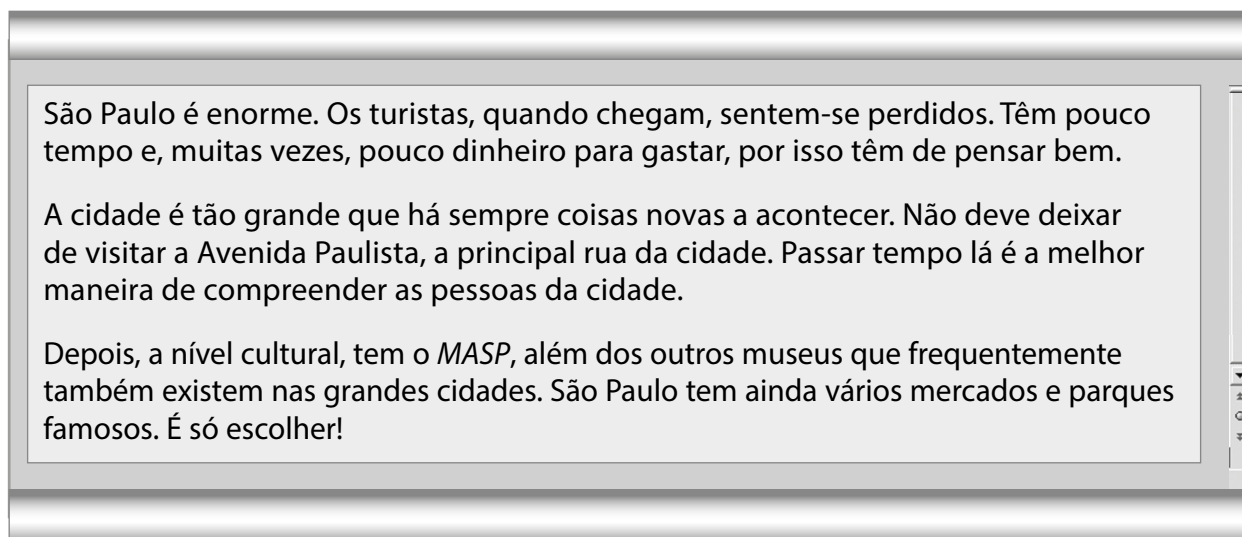 São Paulo é enorme. Os turistas, quando chegam, sentem-se perdidos. Têm pouco
tempo e, muitas vezes, pouco dinheiro para gastar, por isso têm de pensar bem.
A cidade é tão grande que há sempre coisas novas a acontecer. Não deve deixar
de visitar a Avenida Paulista, a principal rua da cidade. Passar tempo lá é a melhor
maneira de compreender as pessoas da cidade.
Depois, a nível cultural, tem o MASP, além dos outros museus que frequentemente
também existem nas grandes cidades. São Paulo tem ainda vários mercados e parques
famosos. É só escolher!